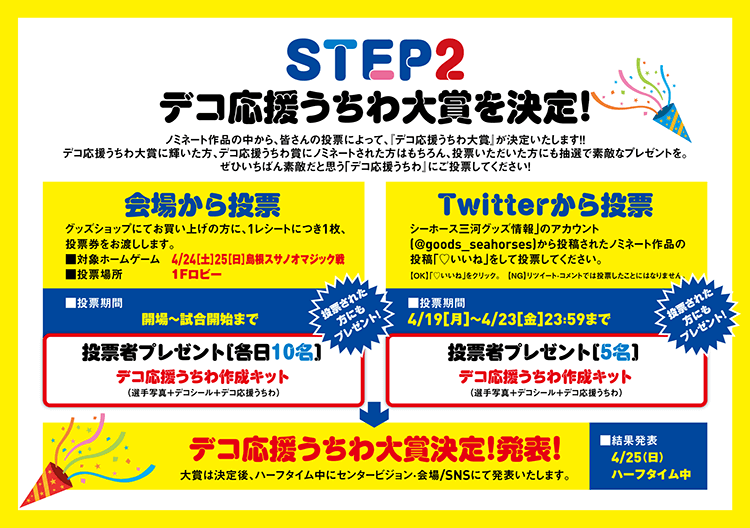 STEP2
デコ応援うちわ大賞を決定!
ノミネート作品の中から、皆さんの投票によって、『デコ応援うちわ大賞』が決定いたします!!
デコ応援うちわ大賞に輝いた方、デコ応援うちわ賞にノミネートされた方はもちろん、投票いただいた方にも抽選で素敵なプレゼントを。
ぜひいちばん素敵だと思う「デコ応援うちわ」にご投票してください!
会場から投票
グッズショップにてお買い上げの方に、1レシートにつき1枚、
投票券をお渡しします。
■対象ホームゲーム 4/24[土]25[日]島根スサノオマジック戦
■投票場所 1Fロビー
■投票期間
開場〜試合開始まで
投票された
方にも
プレゼント!
投票者プレゼント[各日10名]
デコ応援うちわ作成キット
(選手写真+デコシール+デコ応援うちわ)
Twitterから投票
シーホース三河グッズ情報」のアカウント
[@goods_seahorses]から投稿されたノミネート作品の
投稿「♡いいね」をして投票してください。
【OK】「♡いいね」をクリック。 【NG】リツイート・コメントでは投票したことにはなりません。
■投票期間
4/19[月]〜4/23[金]23:59まで
投票された
方にも
プレゼント!
投票者プレゼント[5名]
デコ応援うちわ作成キット
(選手写真+デコシール+デコ応援うちわ)
デコ応援うちわ大賞決定!発表!
大賞は決定後、ハーフタイム中にセンタービジョン・会場/SNSにて発表いたします。
■結果発表
4/25(日)
ハーフタイム中